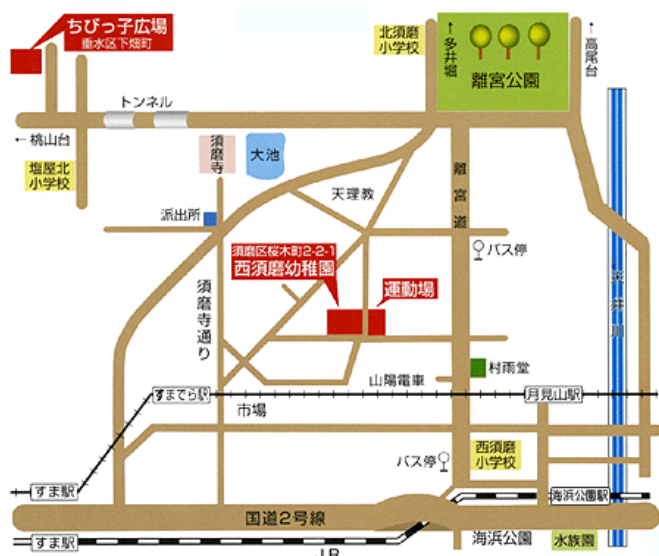 ちびっ子広場
垂水区下畑町
北須磨
小学校
↑多井堀
離宮公園
↑高尾台
トンネル
← 桃山台
塩屋北
小学校
須磨寺
大池
天理教
離宮道
派出所
バス停
須磨区桜木町2-2-1
西須磨幼稚園
運動場
天井川
須磨寺通り
村雨堂
山陽電車
すまでら駅
月見山駅
市場
バス停
西須磨
小学校
すま駅
海浜公園駅
国道2号線
すま駅
JR
海浜公園
水族園